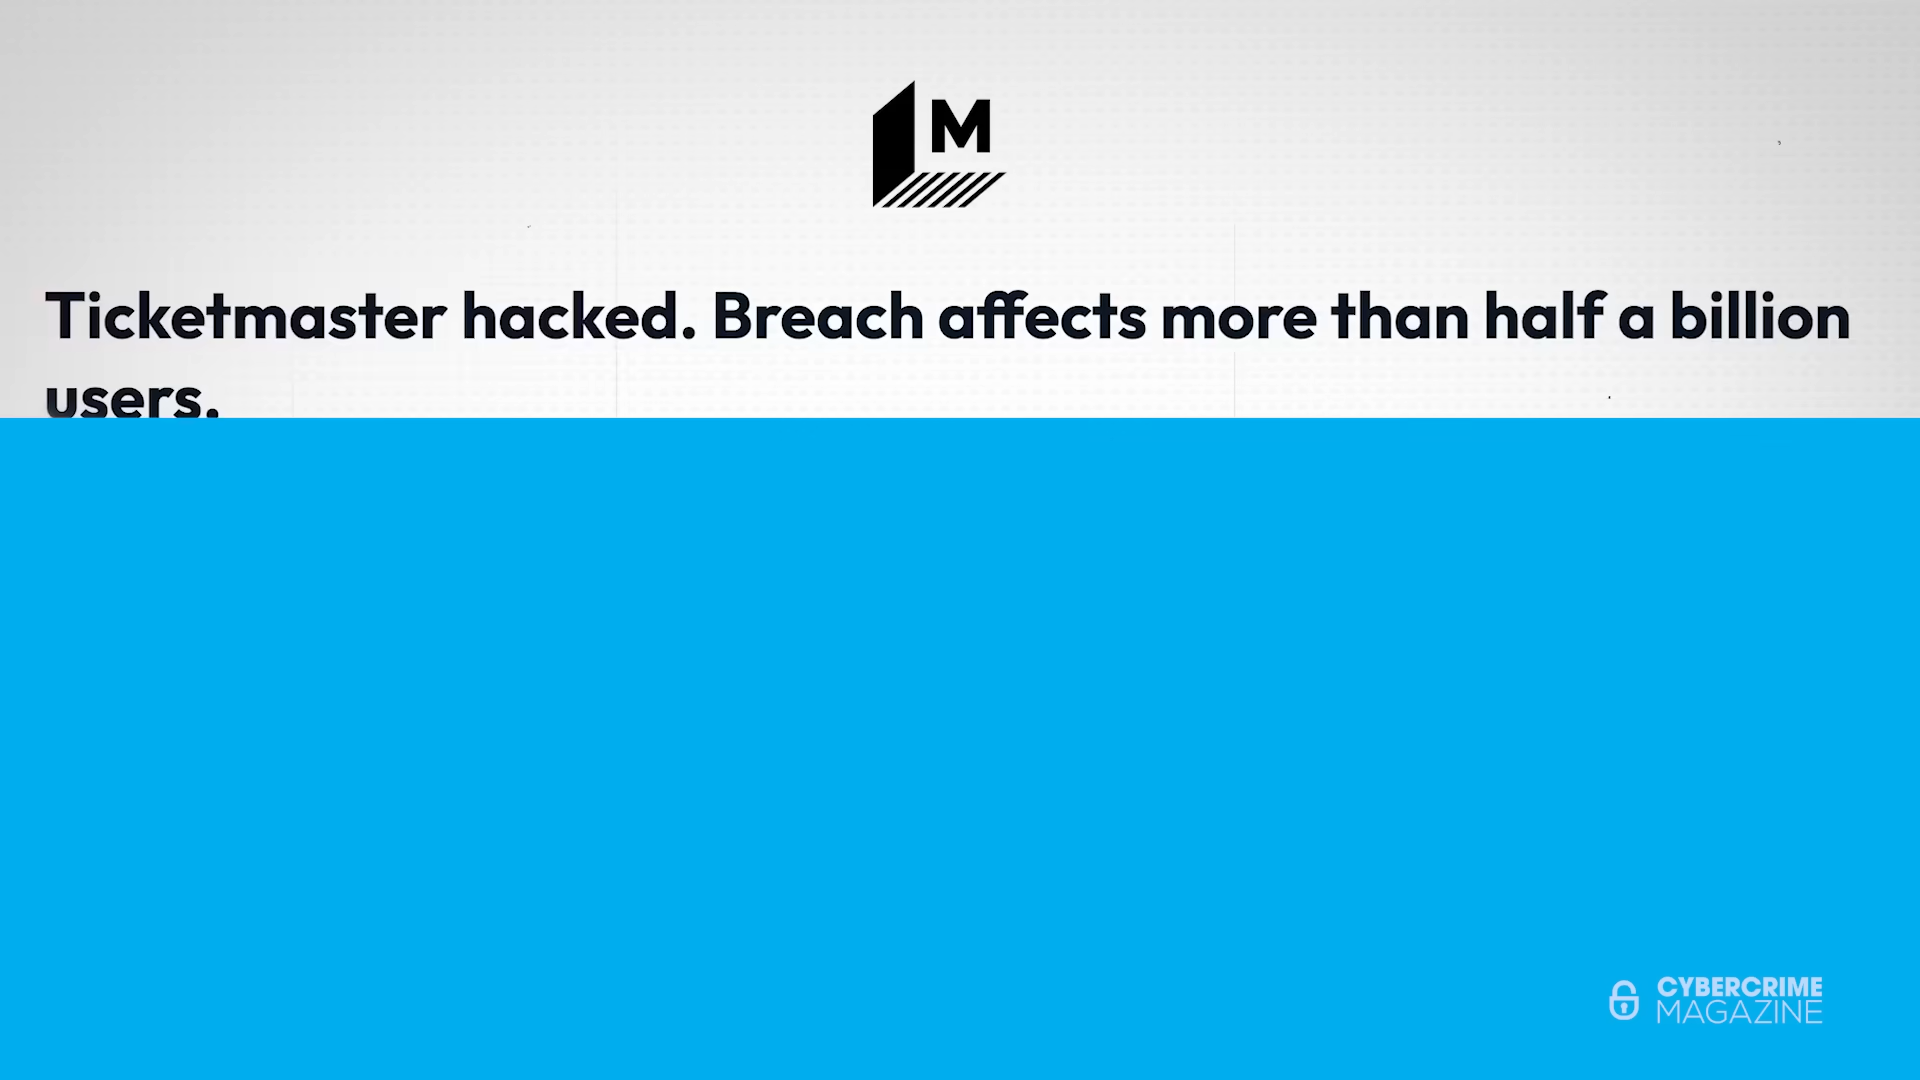 M
Ticketmaster hacked. Breach affects more than half a billion
users.
CYBERCRIME
MAGAZINE